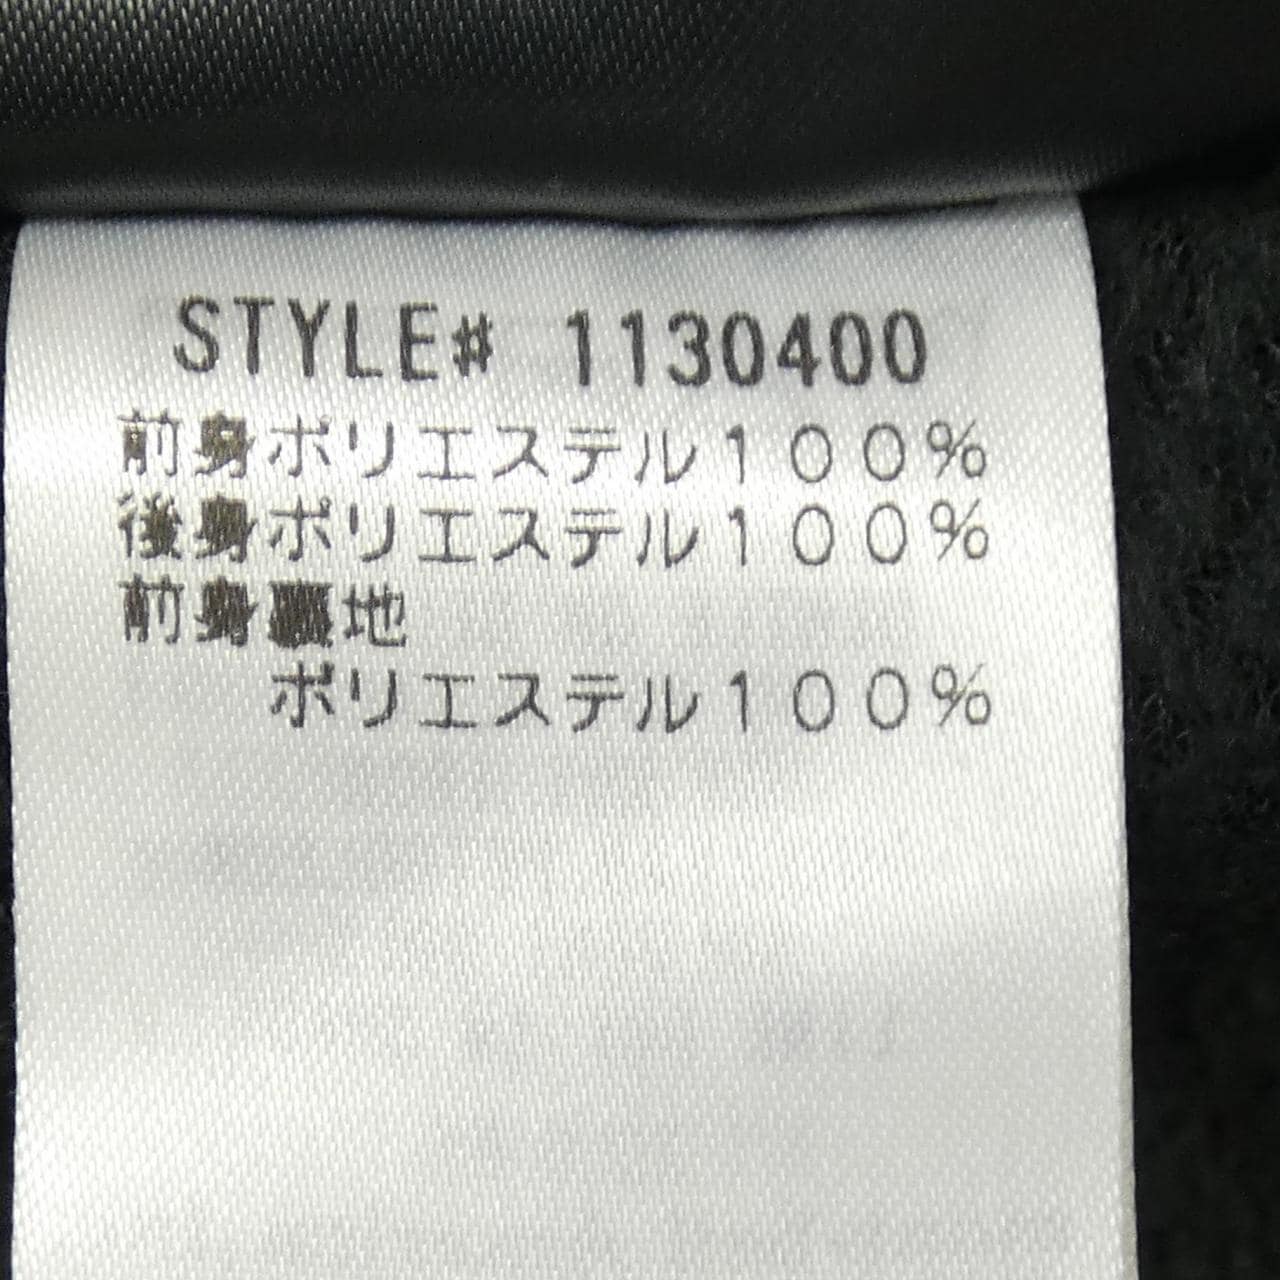 STYLE# 1130400
前身ポリエステル100%
後身ポリエステル100%
前身裏地
ポリエステル100%